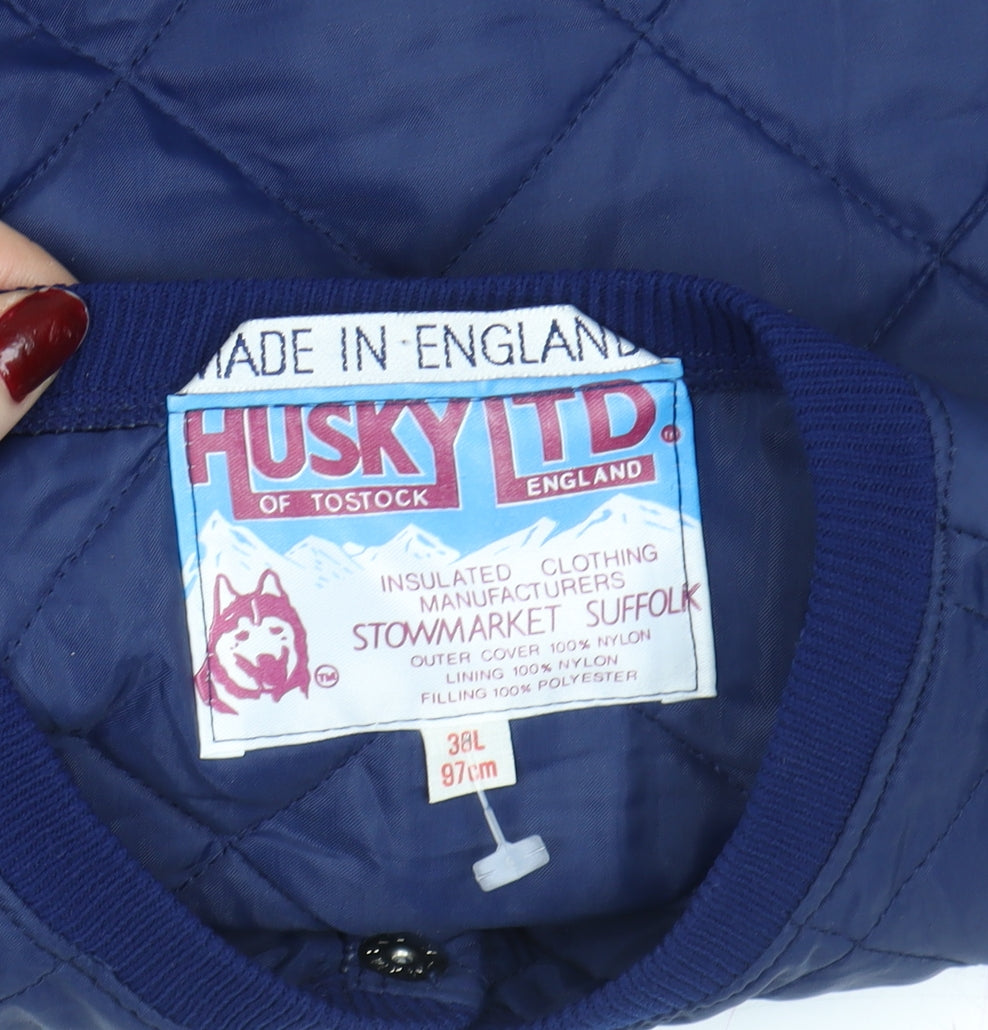 MADE IN ENGLAND
HUSKY LTD.
OF TOSTOCK ENGLAND
INSULATED CLOTHING
MANUFACTURERS
STOWMARKET SUFFOLK
OUTER COVER 100% NYLON
LINING 100% NYLON
FILLING 100% POLYESTER
TM
38L
97cm